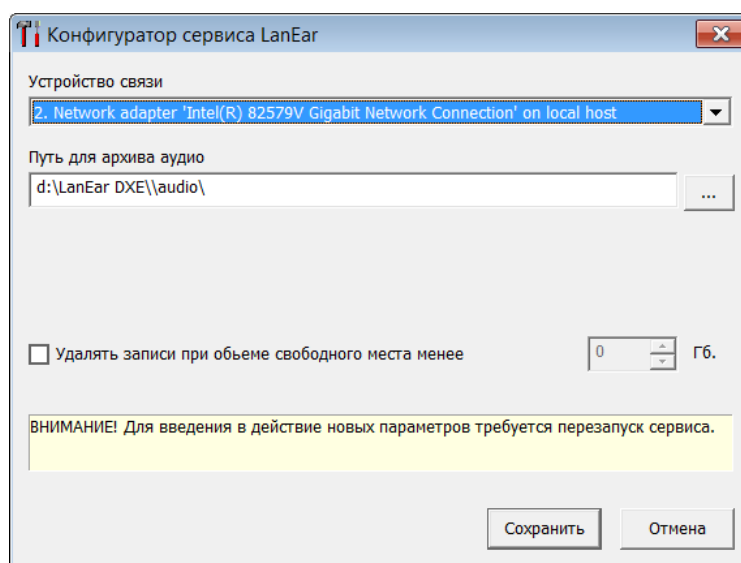 Конфигуратор сервиса LanEar
Устройство связи
2. Network adapter 'Intel(R) 82579V Gigabit Network Connection' on local host
Путь для архива аудио
d:\LanEar DXE\\audio\
...
Удалять записи при обьеме свободного места менее 0 Гб.
ВНИМАНИЕ! Для введения в действие новых параметров требуется перезапуск сервиса.
Сохранить Отмена